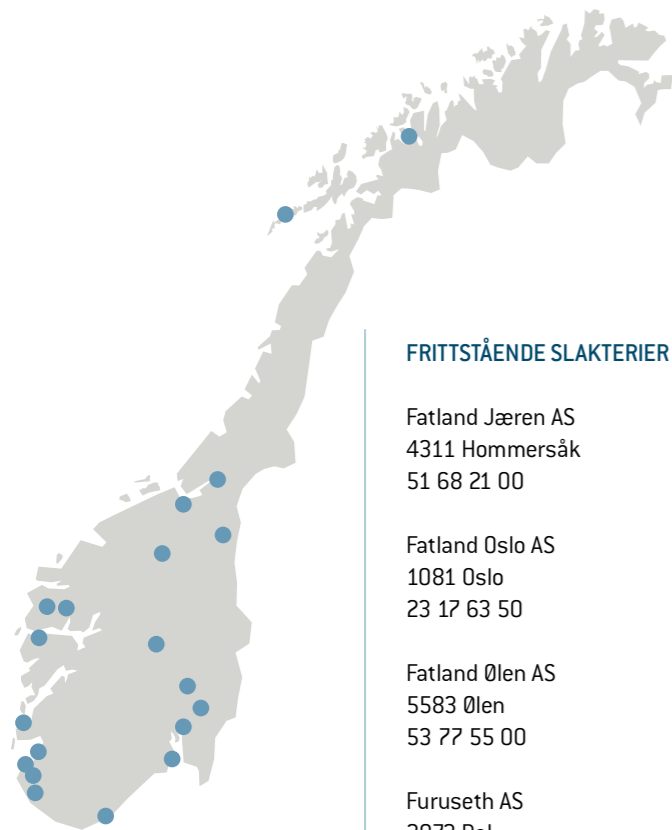 FRITTSTÅENDE SLAKTERIER
Fatland Jæren AS
4311 Hommersåk
51 68 21 00
Fatland Oslo AS
1081 Oslo
23 17 63 50
Fatland Ølen AS
5583 Ølen
53 77 55 00
Furuseth AS